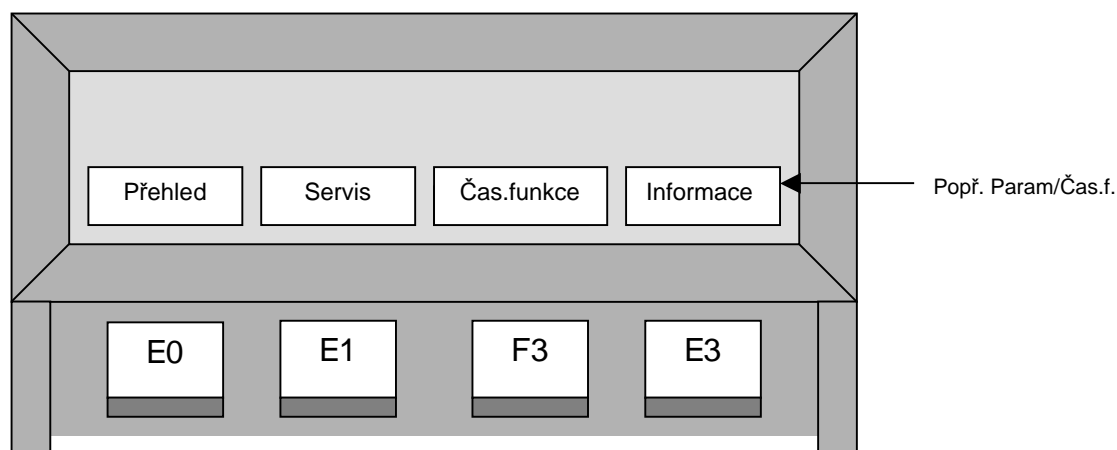 Přehled
Servis
Čas.funkce
Informace
Popř. Param/Čas.f.
E0
E1
F3
E3